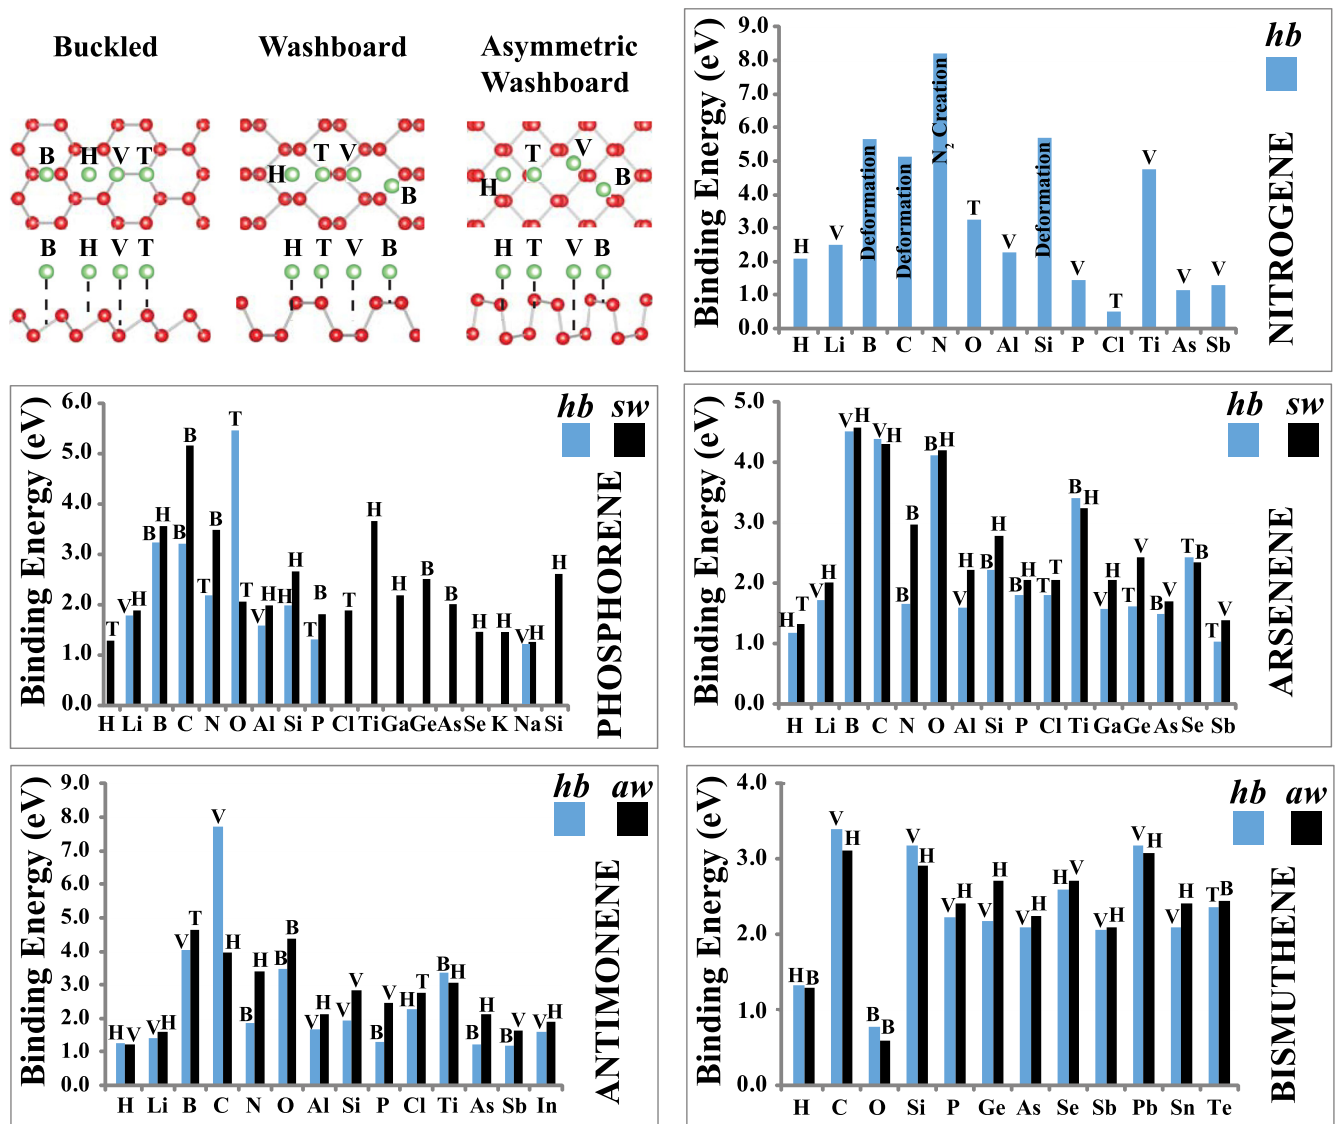 Buckled
Washboard
Asymmetric
Washboard
B H V T
H T V B
H T V B
B H V T
H T V B
H T V B
Binding Energy (eV)
9.0
8.0
7.0
6.0
5.0
4.0
3.0
2.0
1.0
0.0
H V Deformation Deformation N2 Creation T V Deformation V T V V V
H Li B C N O Al Si P Cl Ti As Sb
hb
NITROGENE
Binding Energy (eV)
6.0
5.0
4.0
3.0
2.0
1.0
0.0
T V H B H B B T B T T V H H H T B T H H B B H H V H H
H Li B C N O Al Si P Cl Ti Ga Ge As Se K Na Si
hb sw
PHOSPHORENE
Binding Energy (eV)
5.0
4.0
3.0
2.0
1.0
0.0
H T V H V H V H B B B H V H B H B H T T B H V H T V B V T B T V
H Li B C N O Al Si P Cl Ti Ga Ge As Se Sb
hb sw
ARSENENE
Binding Energy (eV)
9.0
8.0
7.0
6.0
5.0
4.0
3.0
2.0
1.0
0.0
H V V H V T V H B H B B V H V V B V H T B H B H B V V H
H Li B C N O Al Si P Cl Ti As Sb In
hb aw
ANTIMONENE
Binding Energy (eV)
4.0
3.0
2.0
1.0
0.0
H B V H B B V H V H V H V H H V V H V H V H T B
H C O Si P Ge As Se Sb Pb Sn Te
hb aw
BISMUTHENE